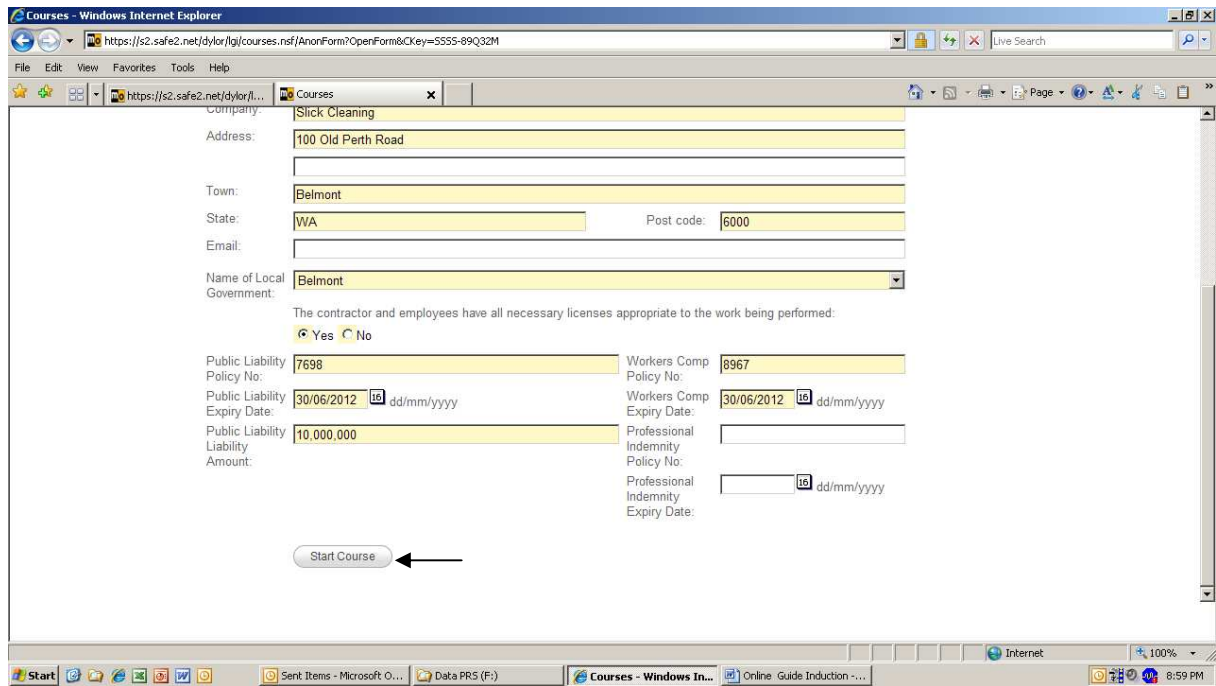 Courses - Windows Internet Explorer
https://s2.safe2.net/dylor/lgi/courses.nsf/AnonForm?OpenForm&CKey=SSSS-89Q32M
Live Search
File Edit View Favorites Tools Help
https://s2.safe2.net/dylor/l... Courses
Page
Company: Slick Cleaning
Address: 100 Old Perth Road
Town: Belmont
State: WA Post code: 6000
Email:
Name of Local Government: Belmont
The contractor and employees have all necessary licenses appropriate to the work being performed:
Yes No
Public Liability Policy No: 7698 Workers Comp Policy No: 8967
Public Liability Expiry Date: 30/06/2012 16 dd/mm/yyyy Workers Comp Expiry Date: 30/06/2012 16 dd/mm/yyyy
Public Liability Liability Amount: 10,000,000 Professional Indemnity Policy No:
Professional Indemnity Expiry Date: 16 dd/mm/yyyy
Start Course
Internet 100%
Start Sent Items - Microsoft O... Data PRS (F:) Courses - Windows In... Online Guide Induction -... 8:59 PM